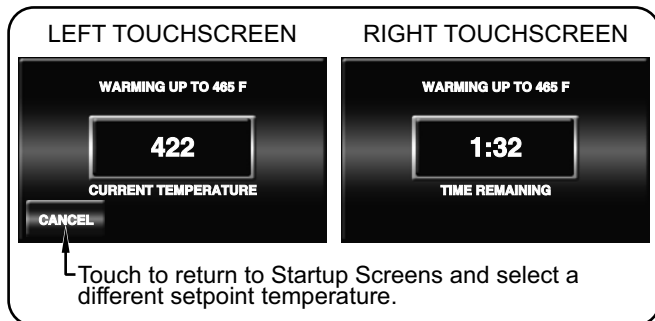 LEFT TOUCHSCREEN
WARMING UP TO 465 F
422
CURRENT TEMPERATURE
CANCEL
RIGHT TOUCHSCREEN
WARMING UP TO 465 F
1:32
TIME REMAINING
Touch to return to Startup Screens and select a
different setpoint temperature.